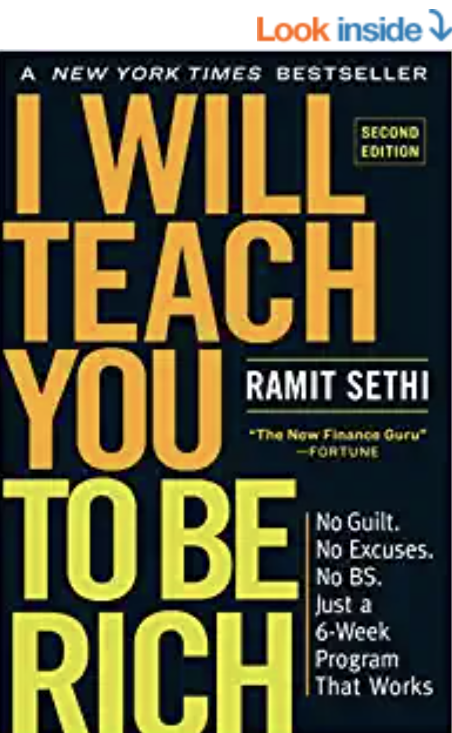 Look inside
A NEW YORK TIMES BESTSELLER
I WILL
SECOND
EDITION
TEACH
YOU
RAMIT SETHI
"The New Finance Guru"
—FORTUNE
TO BE
RICH
No Guilt.
No Excuses.
No BS.
Just a
6-Week
Program
That Works